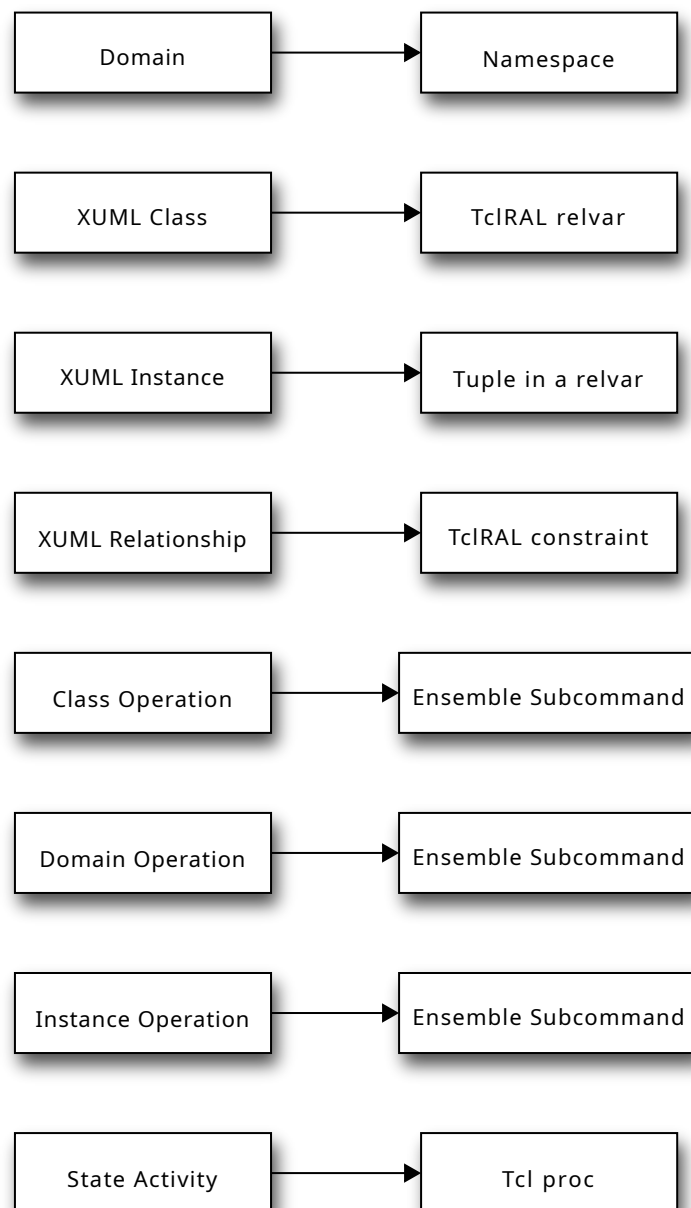 Domain
Namespace
XUML Class
TclRAL relvar
XUML Instance
Tuple in a relvar
XUML Relationship
TclRAL constraint
Class Operation
Ensemble Subcommand
Domain Operation
Ensemble Subcommand
Instance Operation
Ensemble Subcommand
State Activity
Tcl proc